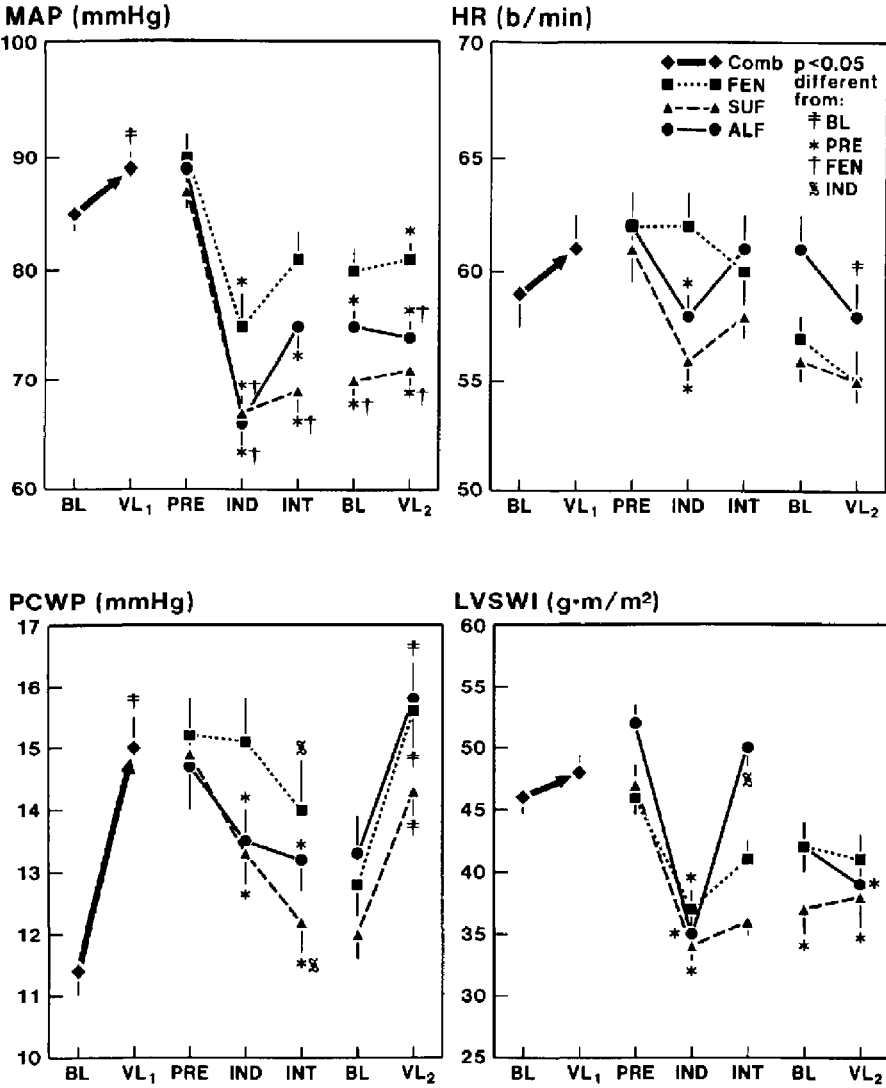 MAP (mmHg)
100
90
80
70
60
BL VL₁ PRE IND INT BL VL₂
‡
*
*†
*†
*
*†
*
*†
*
*†
*†
HR (b/min)
70
65
60
55
50
BL VL₁ PRE IND INT BL VL₂
Comb
FEN
SUF
ALF
p<0.05
different
from:
‡ BL
* PRE
† FEN
% IND
*
*
‡
PCWP (mmHg)
17
16
15
14
13
12
11
10
BL VL₁ PRE IND INT BL VL₂
‡
*
*
%
*
*%
‡
‡
‡
LVSWI (g·m/m²)
60
55
50
45
40
35
30
25
BL VL₁ PRE IND INT BL VL₂
*
*
*
%
*
*
*